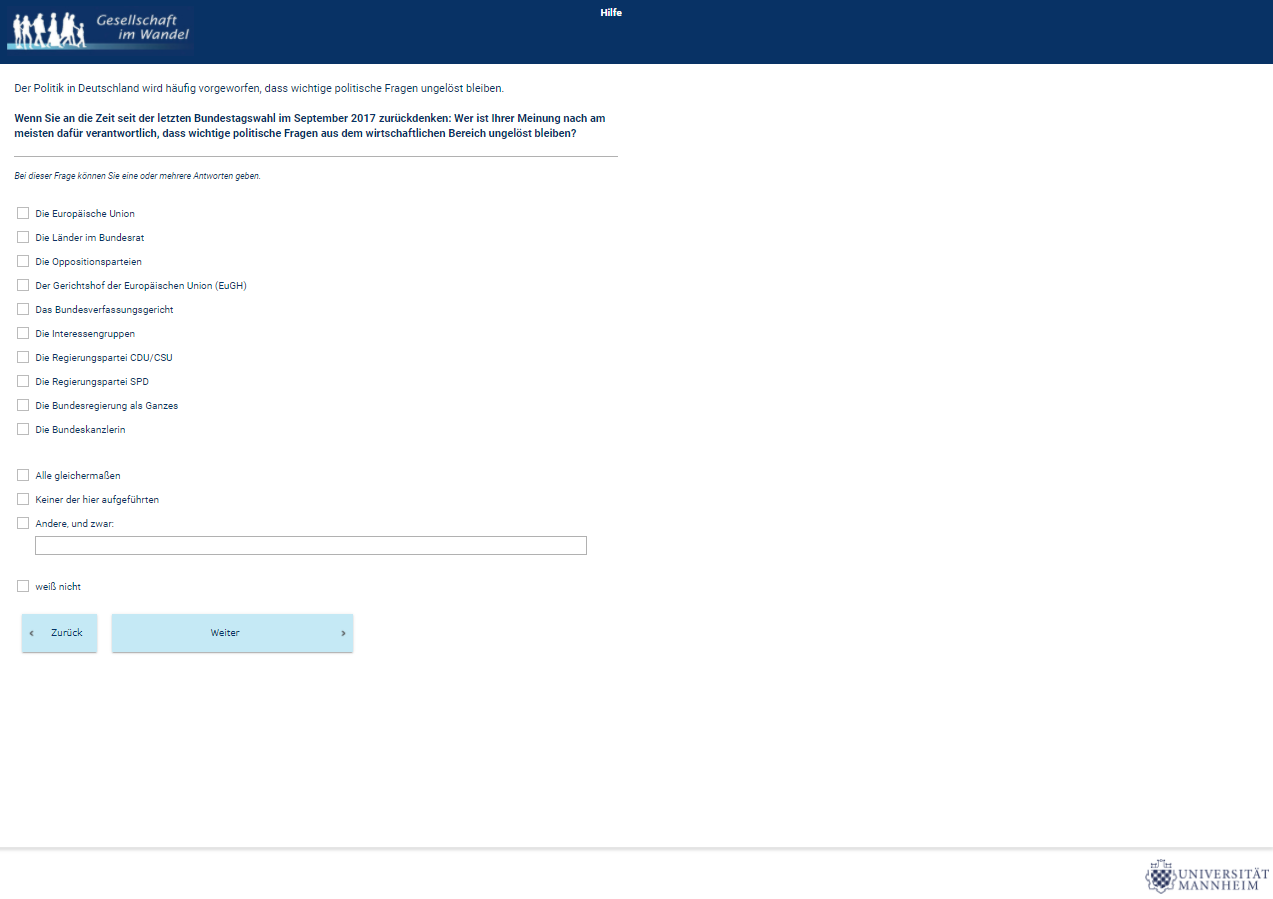 Gesellschaft
im Wandel
Hilfe
Der Politik in Deutschland wird häufig vorgeworfen, dass wichtige politische Fragen ungelöst bleiben.
Wenn Sie an die Zeit seit der letzten Bundestagswahl im September 2017 zurückdenken: Wer ist Ihrer Meinung nach am
meisten dafür verantwortlich, dass wichtige politische Fragen aus dem wirtschaftlichen Bereich ungelöst bleiben?
Bei dieser Frage können Sie eine oder mehrere Antworten geben.
Die Europäische Union
Die Länder im Bundesrat
Die Oppositionsparteien
Der Gerichtshof der Europäischen Union (EuGH)
Das Bundesverfassungsgericht
Die Interessengruppen
Die Regierungspartei CDU/CSU
Die Regierungspartei SPD
Die Bundesregierung als Ganzes
Die Bundeskanzlerin
Alle gleichermaßen
Keiner der hier aufgeführten
Andere, und zwar:
weiß nicht
‹ Zurück
Weiter ›
UNIVERSITÄT
MANNHEIM